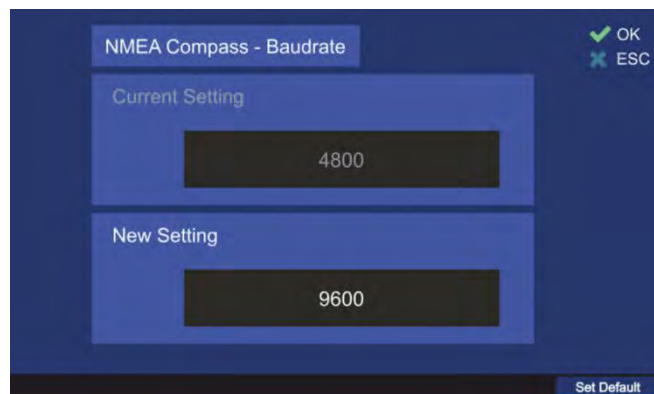 NMEA Compass - Baudrate
OK
ESC
Current Setting
4800
New Setting
9600
Set Default